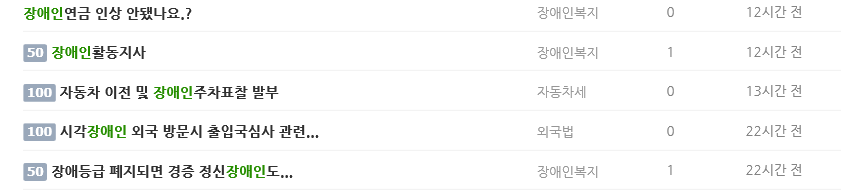 장애인연금 인상 안됐나요.? 장애인복지 0 12시간 전
50 장애인활동지사 장애인복지 1 12시간 전
100 자동차 이전 및 장애인주차표찰 발부 자동차세 0 13시간 전
100 시각장애인 외국 방문시 출입국심사 관련... 외국법 0 22시간 전
50 장애등급 폐지되면 경증 정신장애인도... 장애인복지 1 22시간 전